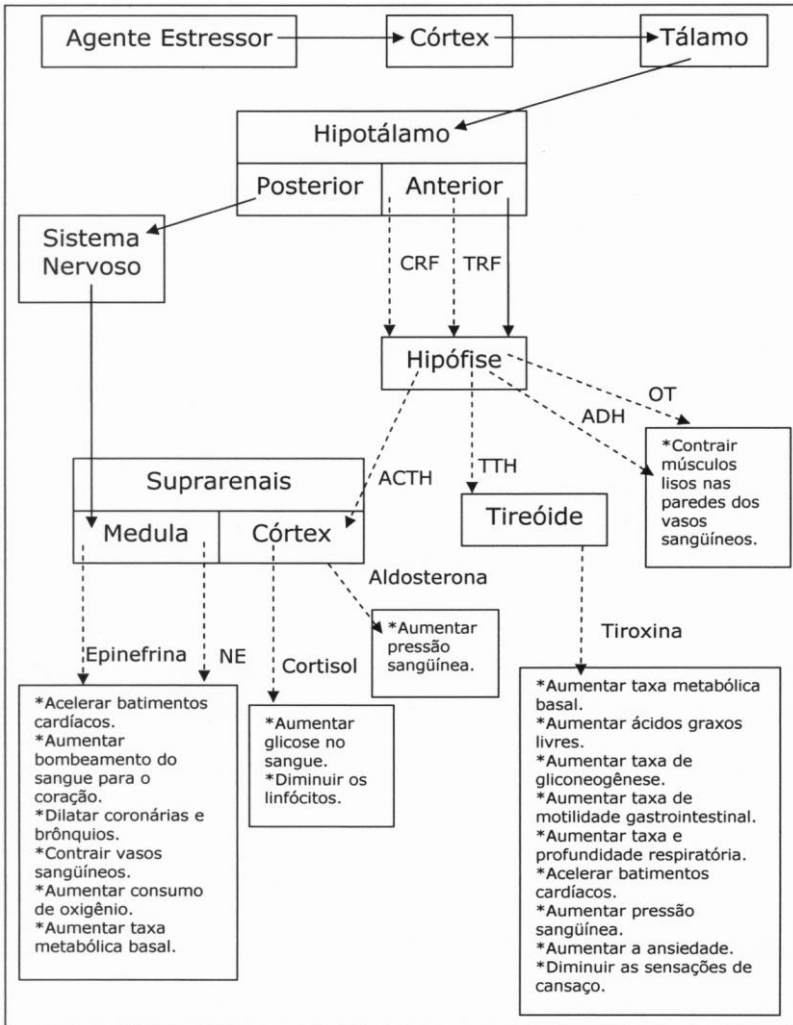 Agente Estressor
Córtex
Tálamo
Hipotálamo
Posterior
Anterior
Sistema
Nervoso
CRF
TRF
Hipófise
OT
ADH
*Contrair
músculos
lisos nas
paredes dos
vasos
sangüíneos.
ACTH
TTH
Suprarenais
Medula
Córtex
Tireóide
Aldosterona
*Aumentar
pressão
sangüínea.
Tiroxina
Epinefrina
NE
Cortisol
*Acelerar batimentos
cardíacos.
*Aumentar
bombeamento do
sangue para o
coração.
*Dilatar coronárias e
brônquios.
*Contrair vasos
sangüíneos.
*Aumentar consumo
de oxigênio.
*Aumentar taxa
metabólica basal.
*Aumentar
glicose no
sangue.
*Diminuir os
linfócitos.
*Aumentar taxa metabólica
basal.
*Aumentar ácidos graxos
livres.
*Aumentar taxa de
gliconeogênese.
*Aumentar taxa de
motilidade gastrointestinal.
*Aumentar taxa e
profundidade respiratória.
*Acelerar batimentos
cardíacos.
*Aumentar pressão
sangüínea.
*Aumentar a ansiedade.
*Diminuir as sensações de
cansaço.